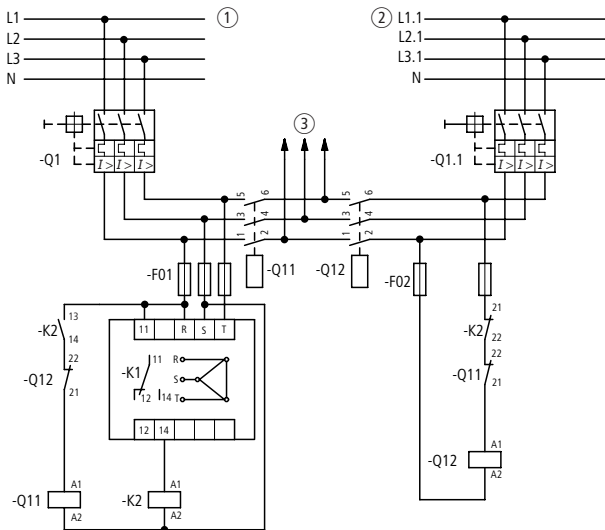 L1 ① ② L1.1
L2 L2.1
L3 L3.1
N N
③
-Q1 I> I> I> -Q1.1 I> I> I>
5 6 5 6
3 4 3 4
1 2 1 2
-F01 -Q11 -Q12 -F02
13 21
-K2 11 R S T -K2
14 22
22 11 R 22
-Q12 -K1 S -Q11
21 12 14 T 21
12 14
A1 
-Q12
A2
A1 A1
-Q11 -K2
A2 A2